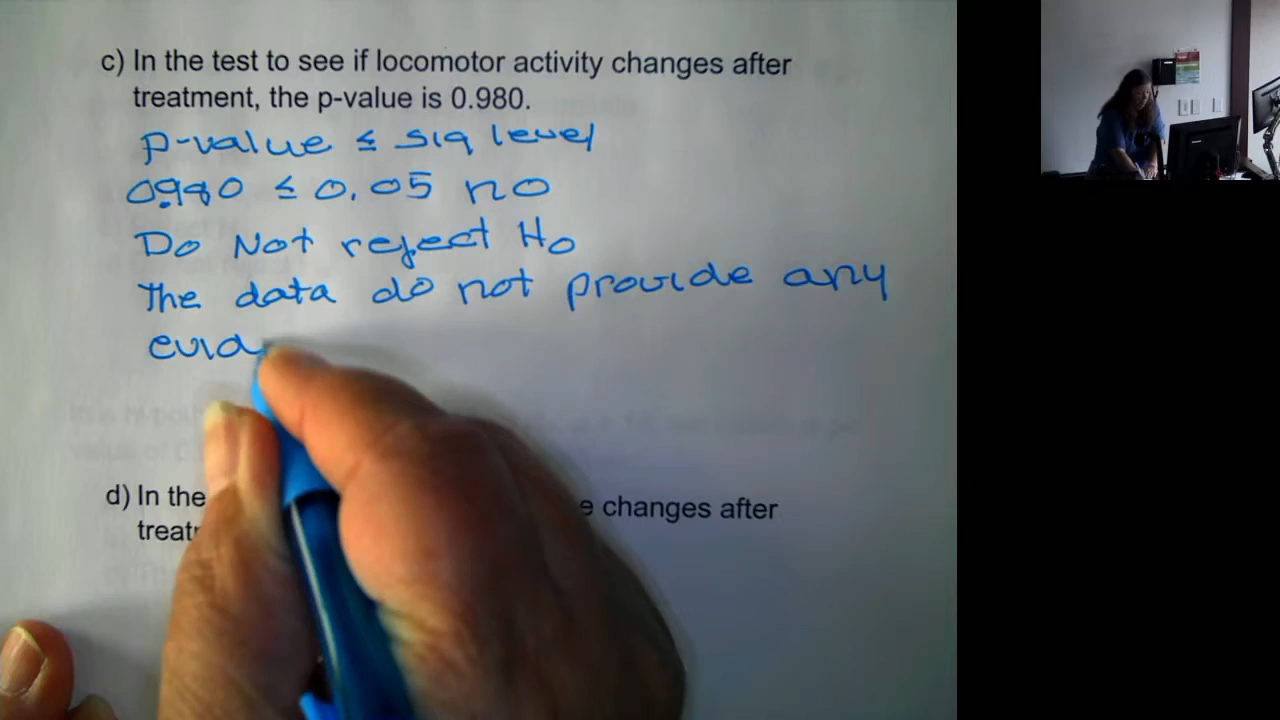 c) In the test to see if locomotor activity changes after
treatment, the p-value is 0.980.
p-value ≤ sig level
0.980 ≤ 0.05 no
Do Not reject H₀
The data do not provide any
evid
d) In the e changes after
treat